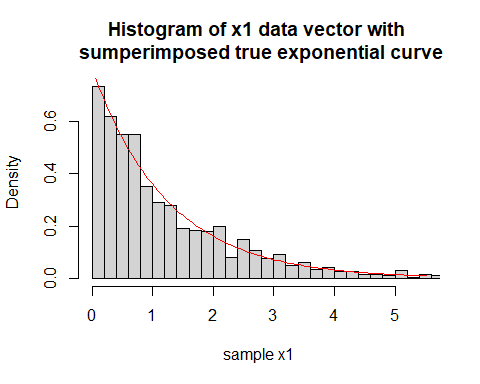 Histogram of x1 data vector with
sumperimposed true exponential curve
Density
0.6
0.4
0.2
0.0
0 1 2 3 4 5
sample x1